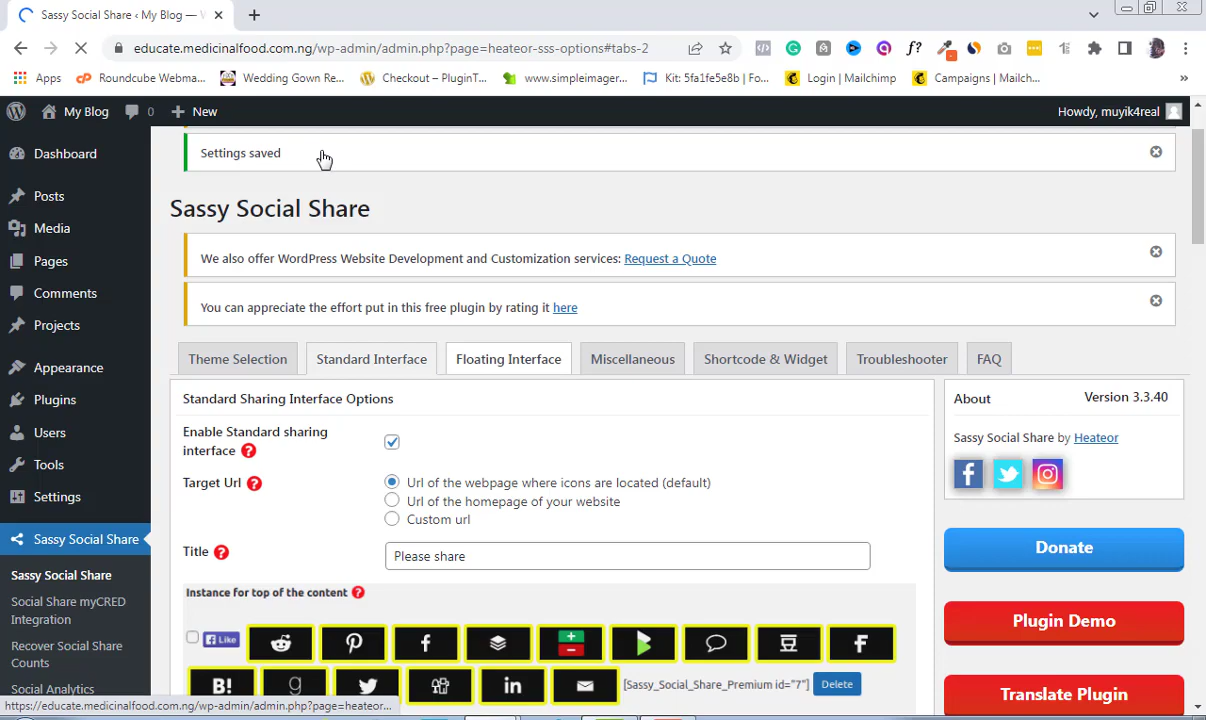 Sassy Social Share ‹ My Blog — W
educate.medicinalfood.com.ng/wp-admin/admin.php?page=heateor-sss-options#tabs-2
Apps
Roundcube Webma...
Wedding Gown Re...
Checkout – PluginT...
www.simpleimager...
Kit: 5fa1fe5e8b | Fo...
Login | Mailchimp
Campaigns | Mailch...
My Blog
0
New
Howdy, muyik4real
Dashboard
Posts
Media
Pages
Comments
Projects
Appearance
Plugins
Users
Tools
Settings
Sassy Social Share
Sassy Social Share
Social Share myCRED
Integration
Recover Social Share
Counts
Social Analytics
Settings saved
Sassy Social Share
We also offer WordPress Website Development and Customization services: Request a Quote
You can appreciate the effort put in this free plugin by rating it here
Theme Selection
Standard Interface
Floating Interface
Miscellaneous
Shortcode & Widget
Troubleshooter
FAQ
Standard Sharing Interface Options
Enable Standard sharing
interface
Target Url
Url of the webpage where icons are located (default)
Url of the homepage of your website
Custom url
Title
Please share
Instance for top of the content
Like
[Sassy_Social_Share_Premium id="7"]
Delete
About
Version 3.3.40
Sassy Social Share by Heateor
Donate
Plugin Demo
Translate Plugin
https://educate.medicinalfood.com.ng/wp-admin/admin.php?page=heateor...